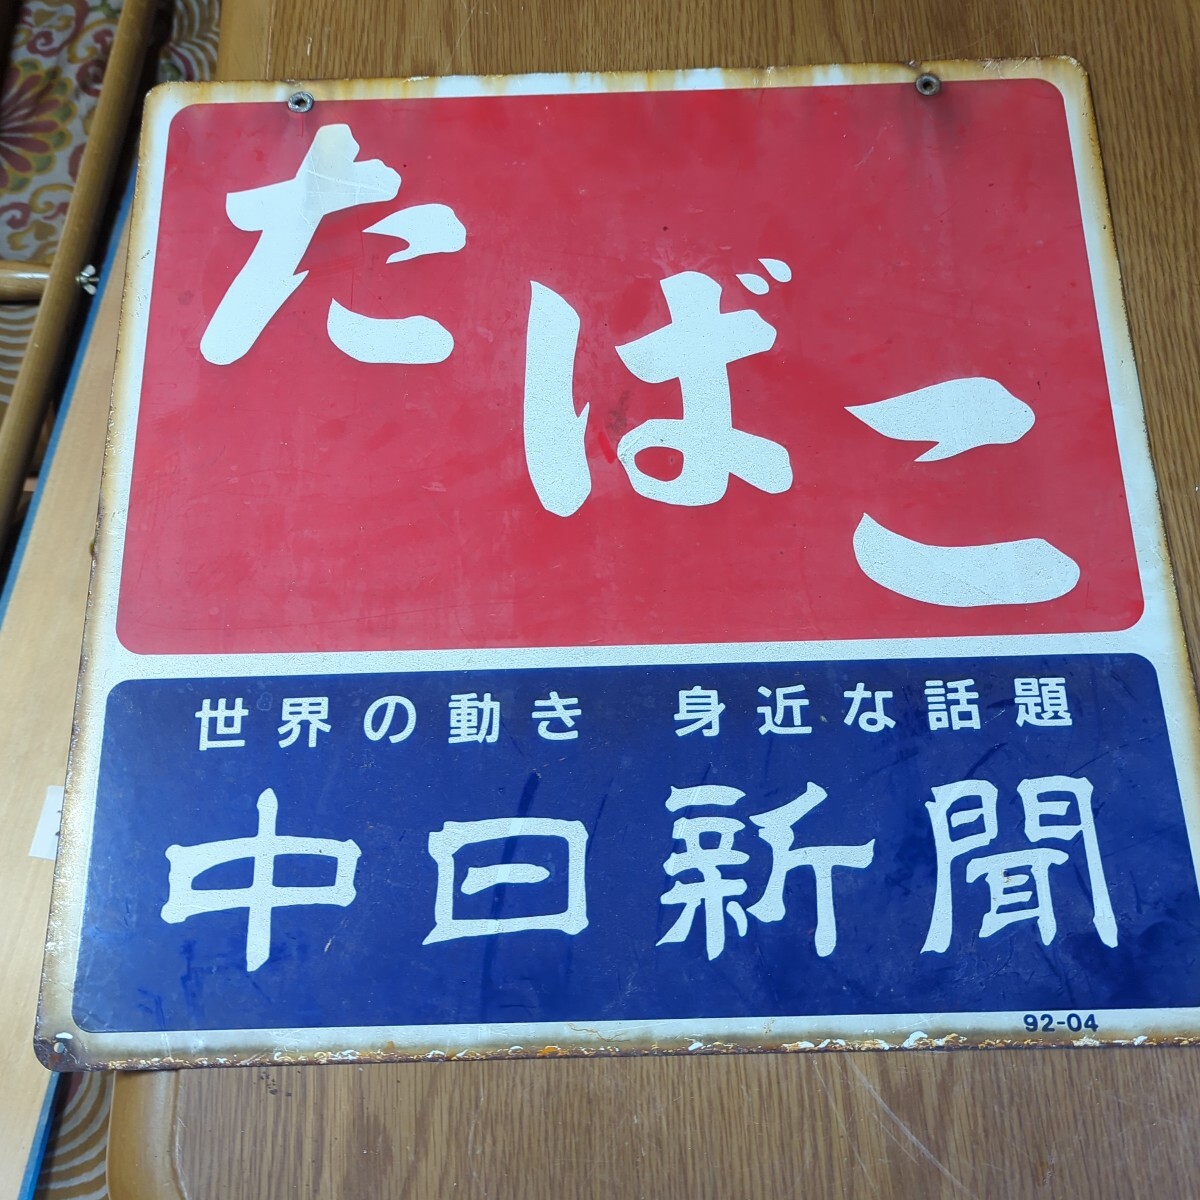 たばこ
世界の動き 身近な話題
中日新聞
92-04